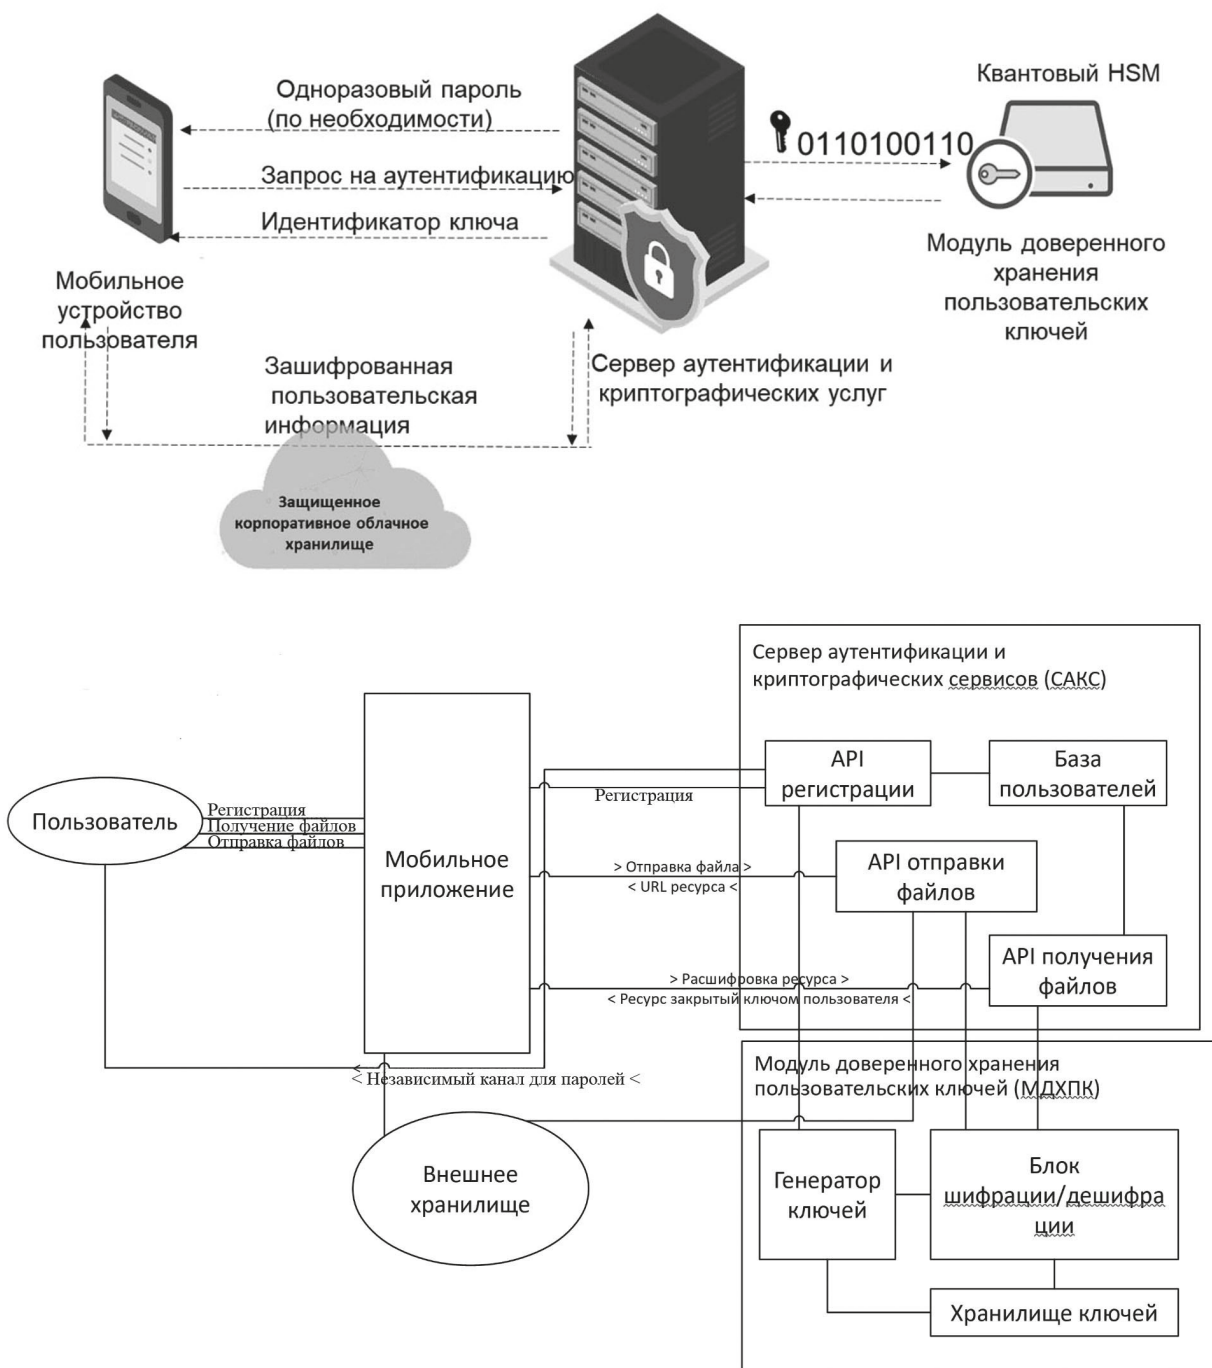 Одноразовый пароль
(по необходимости)
Запрос на аутентификацию
Идентификатор ключа
Мобильное
устройство
пользователя
0110100110
Квантовый HSM
Модуль доверенного
хранения
пользовательских
ключей
Зашифрованная
пользовательская
информация
Сервер аутентификации и
криптографических услуг
Защищенное
корпоративное облачное
хранилище
Сервер аутентификации и
криптографических сервисов (САКС)
API
регистрации
База
пользователей
Пользователь
Регистрация
Получение файлов
Отправка файлов
Мобильное
приложение
Регистрация
> Отправка файла >
< URL ресурса <
API отправки
файлов
API получения
файлов
> Расшифровка ресурса >
< Ресурс закрытый ключом пользователя <
< Независимый канал для паролей <
Модуль доверенного хранения
пользовательских ключей (МДХПК)
Внешнее
хранилище
Генератор
ключей
Блок
шифрации/дешифра
ции
Хранилище ключей